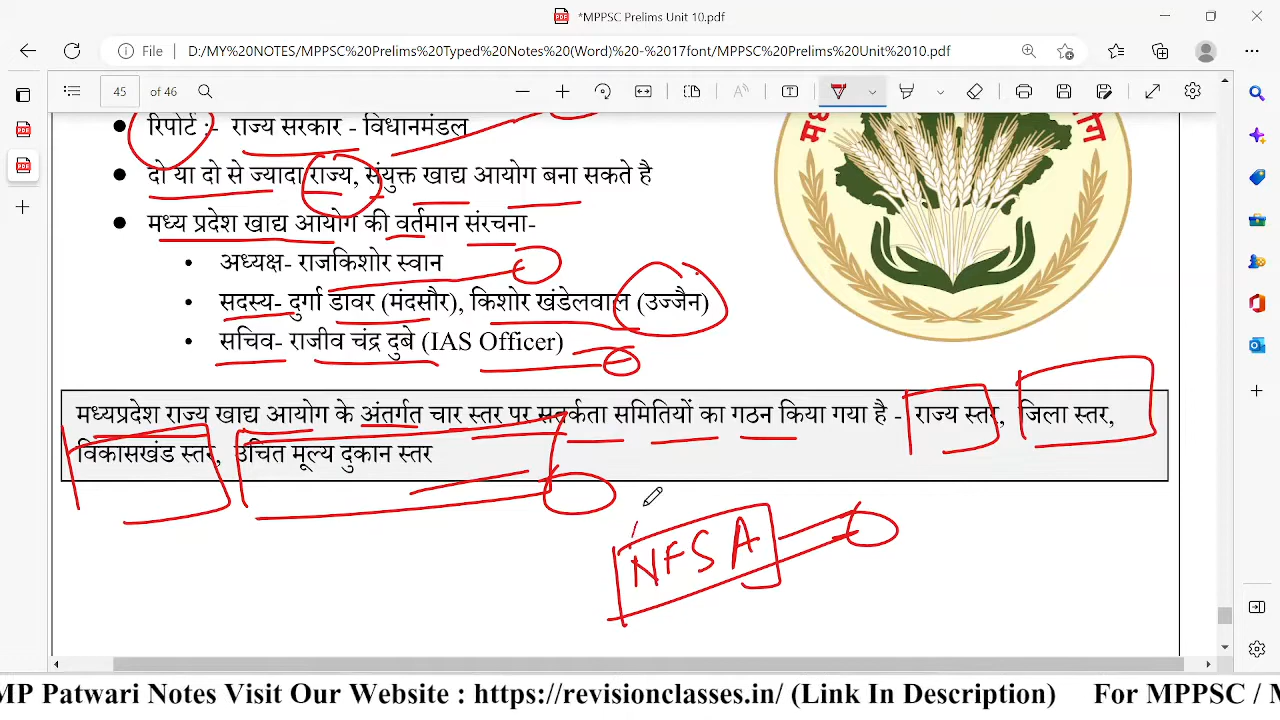 *MPPSC Prelims Unit 10.pdf
File D:/MY%20NOTES/MPPSC%20Prelims%20Typed%20Notes%20(Word)%20-%2017font/MPPSC%20Prelims%20Unit%2010.pdf
45 of 46
रिपोर्ट :- राज्य सरकार - विधानमंडल
दो या दो से ज्यादा राज्य, संयुक्त खाद्य आयोग बना सकते है
मध्य प्रदेश खाद्य आयोग की वर्तमान संरचना-
अध्यक्ष- राजकिशोर स्वान
सदस्य- दुर्गा डावर (मंदसौर), किशोर खंडेलवाल (उज्जैन)
सचिव- राजीव चंद्र दुबे (IAS Officer)
मध्यप्रदेश राज्य खाद्य आयोग के अंतर्गत चार स्तर पर सतर्कता समितियों का गठन किया गया है - राज्य स्तर, जिला स्तर,
विकासखंड स्तर, उचित मूल्य दुकान स्तर
NFSA
MP Patwari Notes Visit Our Website : https://revisionclasses.in/ (Link In Description) For MPPSC / M